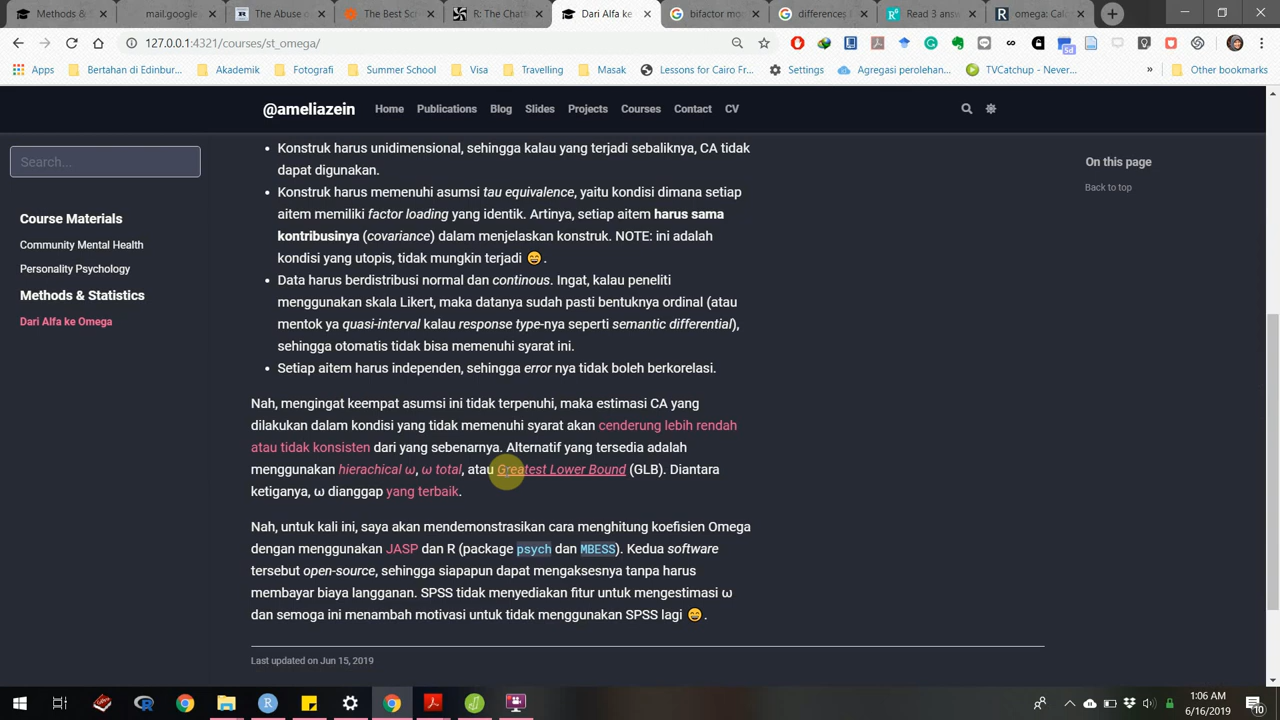 Methods &
mail.google
The Abuse o
The Best Scr
R: The Chatt
Dari Alfa ke
bifactor mo
differences
Read 3 answ
omega: Calc
127.0.0.1:4321/courses/st_omega/
5d
Apps
Bertahan di Edinbur...
Akademik
Fotografi
Summer School
Visa
Travelling
Masak
Lessons for Cairo Fr...
Settings
Agregasi perolehan...
TVCatchup - Never...
»
Other bookmarks
@ameliazein
Home
Publications
Blog
Slides
Projects
Courses
Contact
CV
Search...
Course Materials
Community Mental Health
Personality Psychology
Methods & Statistics
Dari Alfa ke Omega
• Konstruk harus unidimensional, sehingga kalau yang terjadi sebaliknya, CA tidak
dapat digunakan.
• Konstruk harus memenuhi asumsi tau equivalence, yaitu kondisi dimana setiap
aitem memiliki factor loading yang identik. Artinya, setiap aitem harus sama
kontribusinya (covariance) dalam menjelaskan konstruk. NOTE: ini adalah
kondisi yang utopis, tidak mungkin terjadi 😄.
• Data harus berdistribusi normal dan continous. Ingat, kalau peneliti
menggunakan skala Likert, maka datanya sudah pasti bentuknya ordinal (atau
mentok ya quasi-interval kalau response type-nya seperti semantic differential),
sehingga otomatis tidak bisa memenuhi syarat ini.
• Setiap aitem harus independen, sehingga error nya tidak boleh berkorelasi.
Nah, mengingat keempat asumsi ini tidak terpenuhi, maka estimasi CA yang
dilakukan dalam kondisi yang tidak memenuhi syarat akan cenderung lebih rendah
atau tidak konsisten dari yang sebenarnya. Alternatif yang tersedia adalah
menggunakan hierachical ω, ω total, atau Greatest Lower Bound (GLB). Diantara
ketiganya, ω dianggap yang terbaik.
Nah, untuk kali ini, saya akan mendemonstrasikan cara menghitung koefisien Omega
dengan menggunakan JASP dan R (package psych dan MBESS). Kedua software
tersebut open-source, sehingga siapapun dapat mengaksesnya tanpa harus
membayar biaya langganan. SPSS tidak menyediakan fitur untuk mengestimasi ω
dan semoga ini menambah motivasi untuk tidak menggunakan SPSS lagi 😄.
Last updated on Jun 15, 2019
On this page
Back to top
1:06 AM
6/16/2019
10